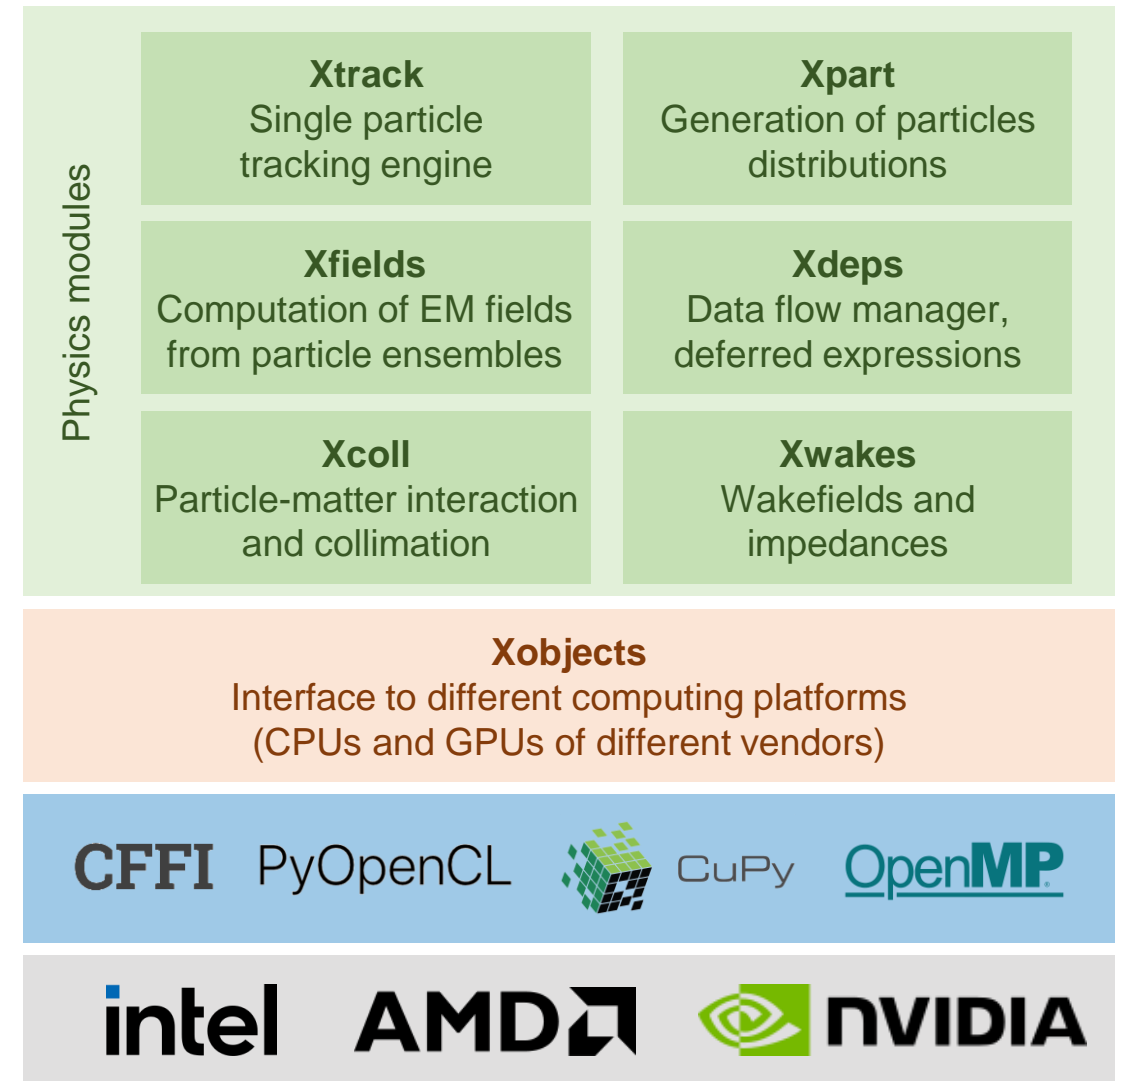 Physics modules
Xtrack
Single particle
tracking engine
Xpart
Generation of particles
distributions
Xfields
Computation of EM fields
from particle ensembles
Xdeps
Data flow manager,
deferred expressions
Xcoll
Particle-matter interaction
and collimation
Xwakes
Wakefields and
impedances
Xobjects
Interface to different computing platforms
(CPUs and GPUs of different vendors)
CFFI PyOpenCL CuPy OpenMP
intel AMD NVIDIA